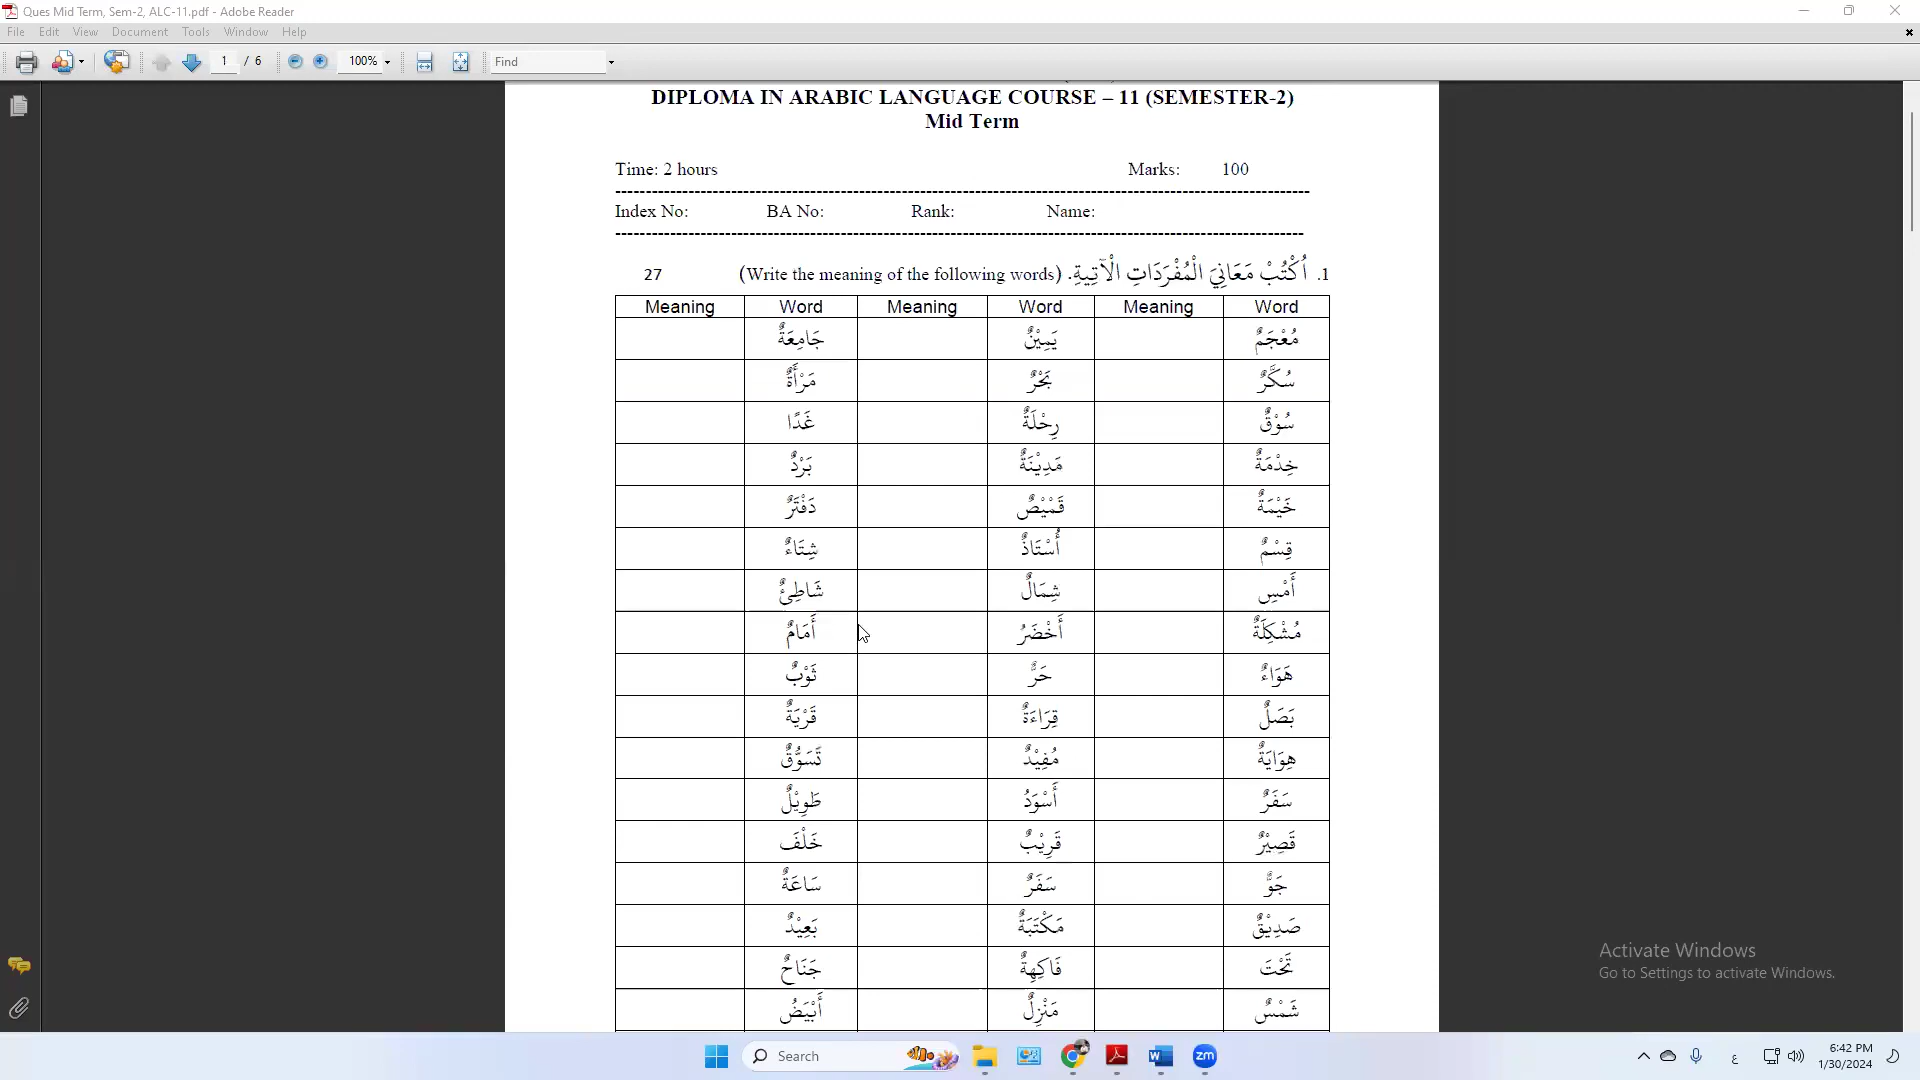 Ques Mid Term, Sem-2, ALC-11.pdf - Adobe Reader
File Edit View Document Tools Window Help
1 / 6 100% Find
DIPLOMA IN ARABIC LANGUAGE COURSE – 11 (SEMESTER-2)
Mid Term
Time: 2 hours Marks: 100
Index No: BA No: Rank: Name:
1. اُكْتُبْ مَعَانِيَ الْمُفْرَدَاتِ الْآتِيةِ. (Write the meaning of the following words) 27
Meaning Word Meaning Word Meaning Word
جَامِعَةٌ يَمِيْنٌ مُعْجَمٌ
مَرْأَةٌ بَحْرٌ سُكَّرٌ
غَدًا رِحْلَةٌ سُوْقٌ
بَرْدٌ مَدِيْنَةٌ خِدْمَةٌ
دَفْتَرٌ قَمْيْصٌ خَيْمَةٌ
شِتَاءٌ أُسْتَاذٌ قِسْمٌ
شَاطِئٌ شِمَالٌ أَمْسِ
أَمَامٌ أَخْضَرُ مُشْكِلَةٌ
ثَوْبٌ حَرٌّ هَوَاءٌ
قَرْيَةٌ قِرَاءَةٌ بَصَلٌ
تَسَوُّقٌ مُفِيْدٌ هِوَايَةٌ
طَوِيْلٌ أَسْوَدُ سَفَرٌ
خَلْفَ قَرِيْبٌ قَصِيْرٌ
سَاعَةٌ سَفَرٌ جَوٌّ
بَعِيْدٌ مَكْتَبَةٌ صَدِيْقٌ
جَنَاحٌ فَاكِهِةٌ تَحْتَ
أَبْيَضُ مَنْزِلٌ شَمْسٌ
Activate Windows
Go to Settings to activate Windows.
Search
zm
ع
6:42 PM
1/30/2024